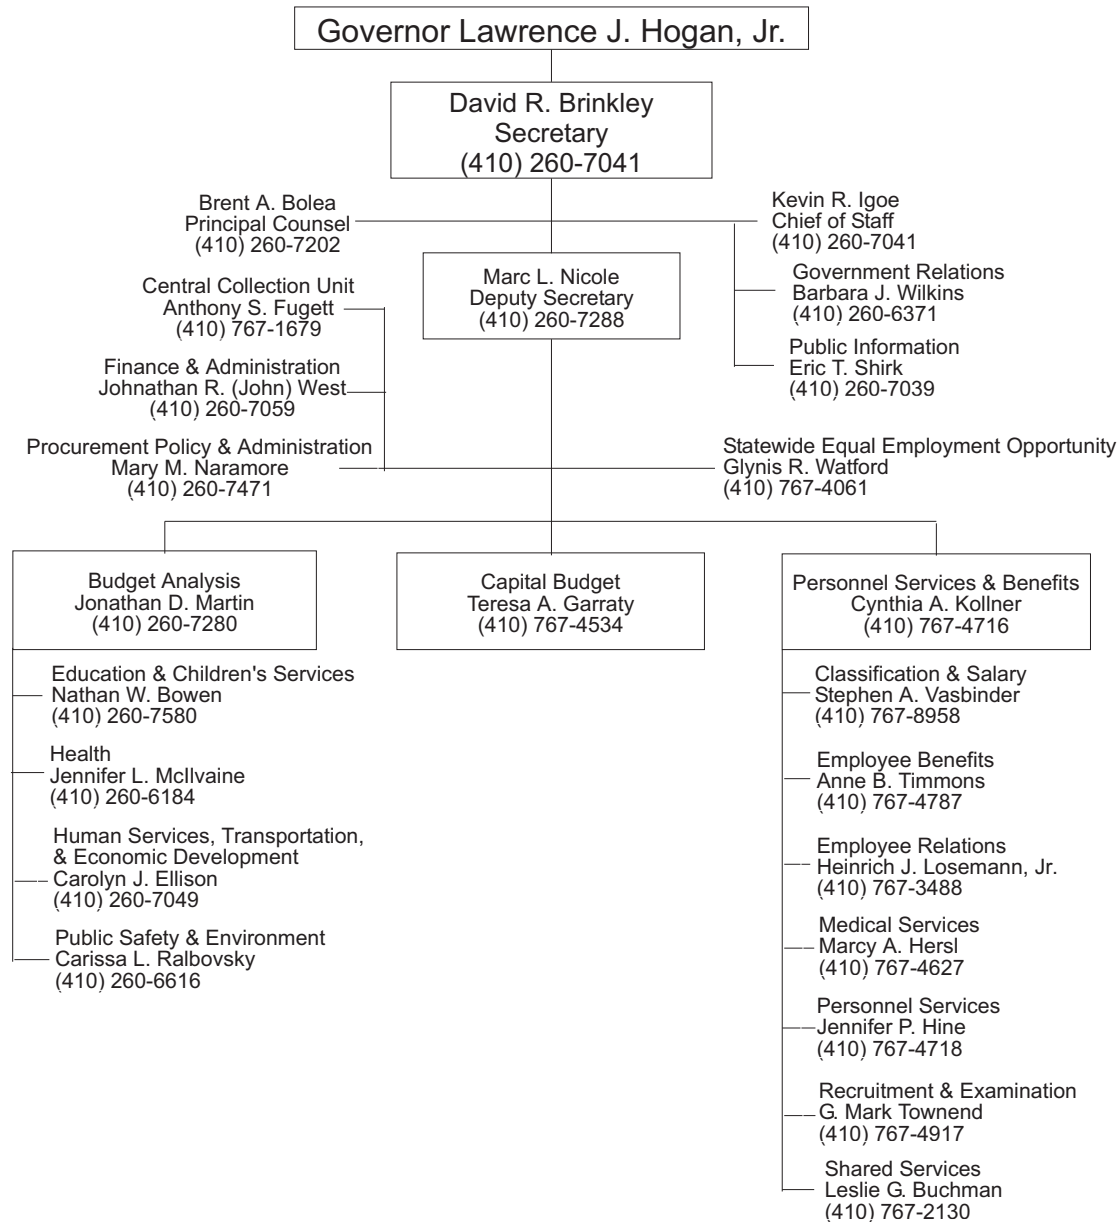 Governor Lawrence J. Hogan, Jr.
David R. Brinkley
Secretary
(410) 260-7041
Brent A. Bolea
Principal Counsel
(410) 260-7202
Kevin R. Igoe
Chief of Staff
(410) 260-7041
Marc L. Nicole
Deputy Secretary
(410) 260-7288
Government Relations
Barbara J. Wilkins
(410) 260-6371
Public Information
Eric T. Shirk
(410) 260-7039
Central Collection Unit
Anthony S. Fugett
(410) 767-1679
Finance & Administration
Johnathan R. (John) West
(410) 260-7059
Procurement Policy & Administration
Mary M. Naramore
(410) 260-7471
Statewide Equal Employment Opportunity
Glynis R. Watford
(410) 767-4061
Budget Analysis
Jonathan D. Martin
(410) 260-7280
Education & Children's Services
Nathan W. Bowen
(410) 260-7580
Health
Jennifer L. McIlvaine
(410) 260-6184
Human Services, Transportation,
& Economic Development
Carolyn J. Ellison
(410) 260-7049
Public Safety & Environment
Carissa L. Ralbovsky
(410) 260-6616
Capital Budget
Teresa A. Garraty
(410) 767-4534
Personnel Services & Benefits
Cynthia A. Kollner
(410) 767-4716
Classification & Salary
Stephen A. Vasbinder
(410) 767-8958
Employee Benefits
Anne B. Timmons
(410) 767-4787
Employee Relations
Heinrich J. Losemann, Jr.
(410) 767-3488
Medical Services
Marcy A. Hersl
(410) 767-4627
Personnel Services
Jennifer P. Hine
(410) 767-4718
Recruitment & Examination
G. Mark Townend
(410) 767-4917
Shared Services
Leslie G. Buchman
(410) 767-2130